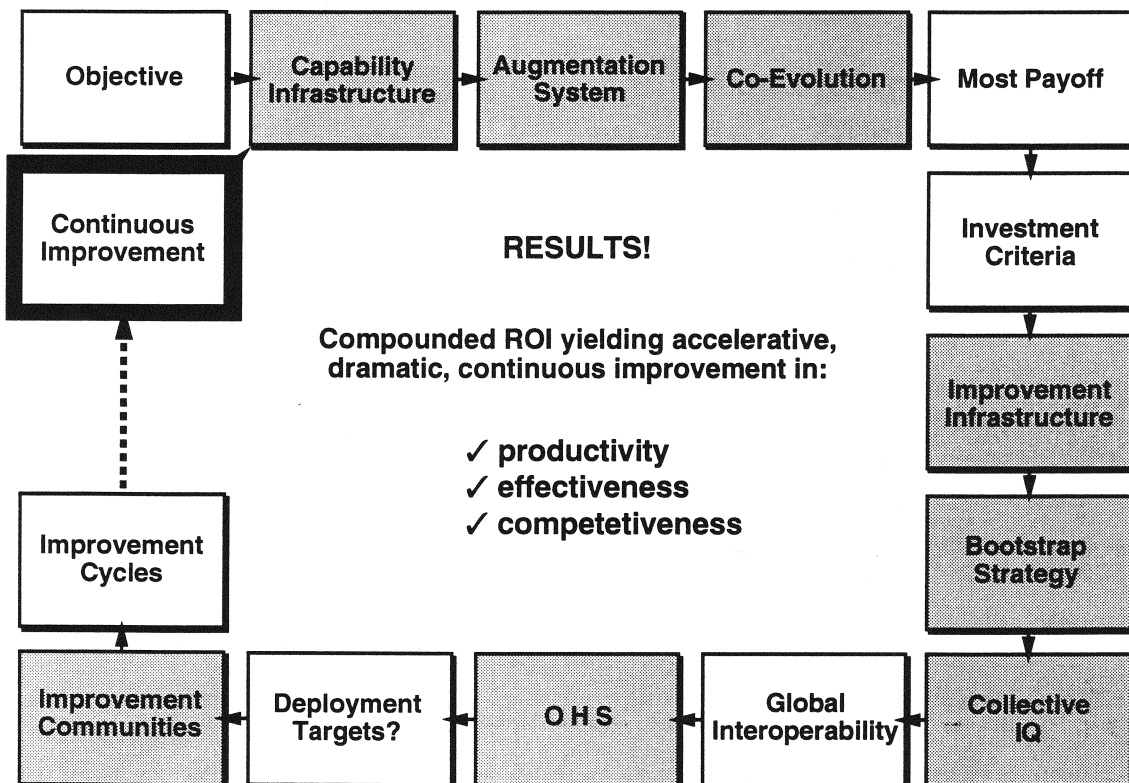 Objective
Capability
Infrastructure
Augmentation
System
Co-Evolution
Most Payoff
Continuous
Improvement
RESULTS!
Investment
Criteria
Compounded ROI yielding accelerative,
dramatic, continuous improvement in:
Improvement
Infrastructure
✓ productivity
✓ effectiveness
✓ competetiveness
Improvement
Cycles
Bootstrap
Strategy
Improvement
Communities
Deployment
Targets?
O H S
Global
Interoperability
Collective
IQ